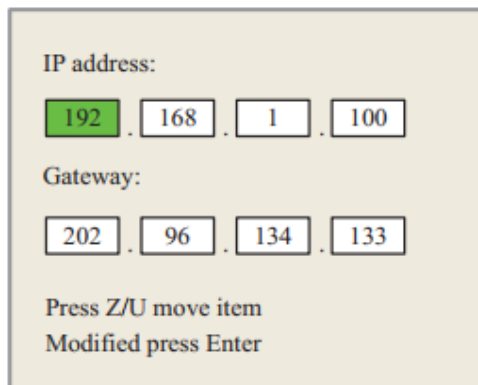 IP address:
192 . 168 . 1 . 100
Gateway:
202 . 96 . 134 . 133
Press Z/U move item
Modified press Enter